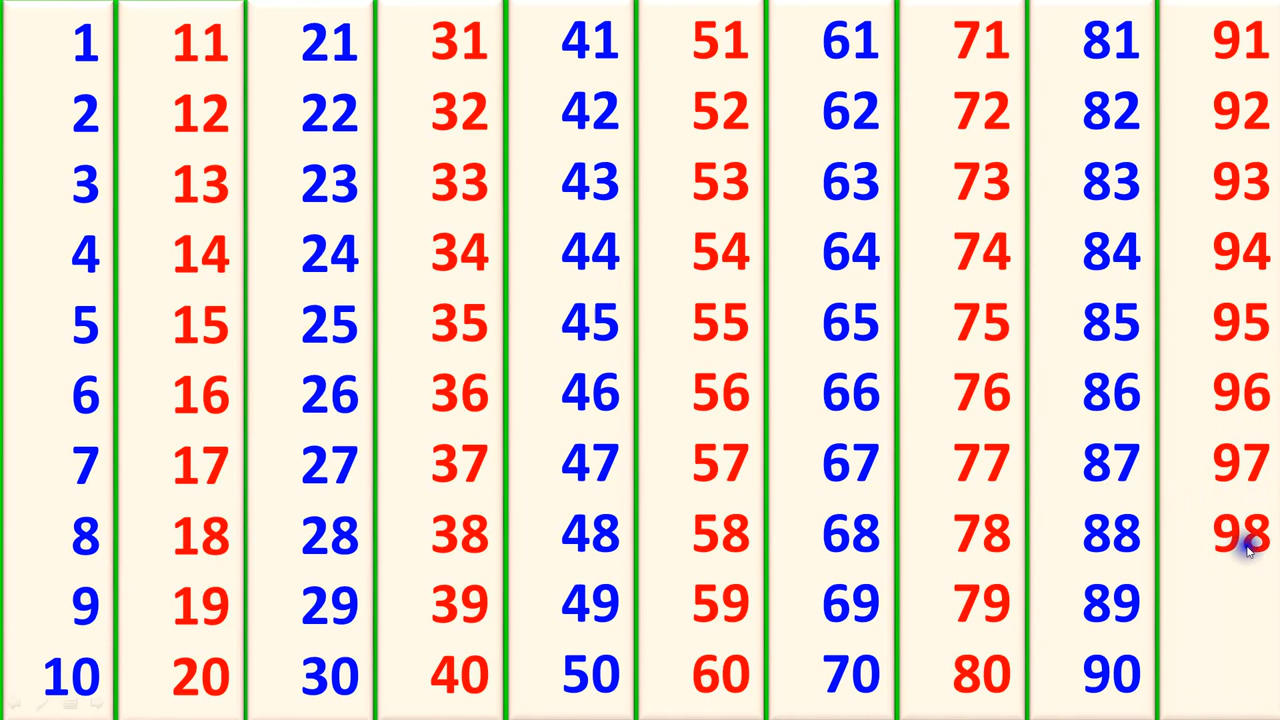 1 11 21 31 41 51 61 71 81 91
2 12 22 32 42 52 62 72 82 92
3 13 23 33 43 53 63 73 83 93
4 14 24 34 44 54 64 74 84 94
5 15 25 35 45 55 65 75 85 95
6 16 26 36 46 56 66 76 86 96
7 17 27 37 47 57 67 77 87 97
8 18 28 38 48 58 68 78 88 98
9 19 29 39 49 59 69 79 89
10 20 30 40 50 60 70 80 90